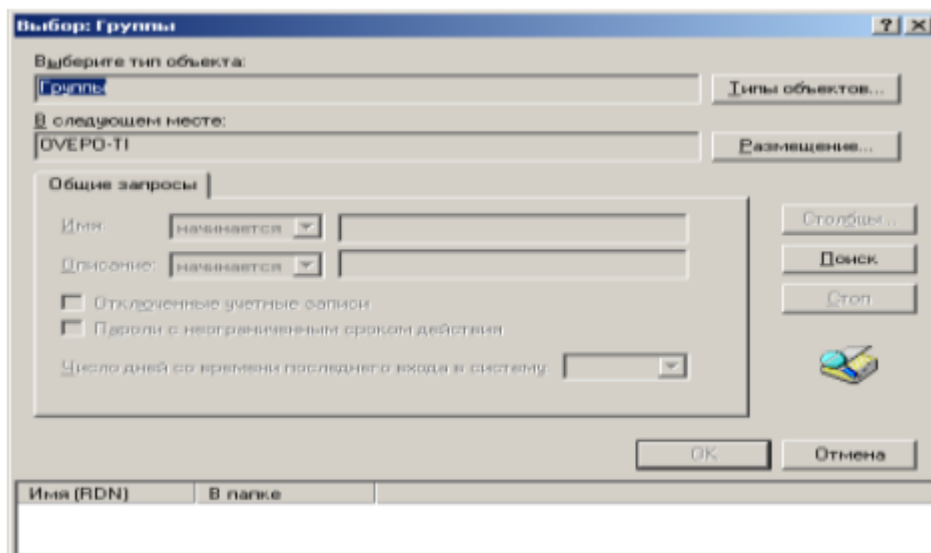 Выбор: Группы
Выберите тип объекта:
Группы
Типы объектов...
В следующем месте:
OVEPO-TI
Размещение...
Общие запросы
Имя: начинается
Столбцы...
Описание: начинается
Поиск
Отключенные учетные записи
Стоп
Пароли с неограниченным сроком действия
Число дней со времени последнего входа в систему:
OK Отмена
Имя (RDN) В папке